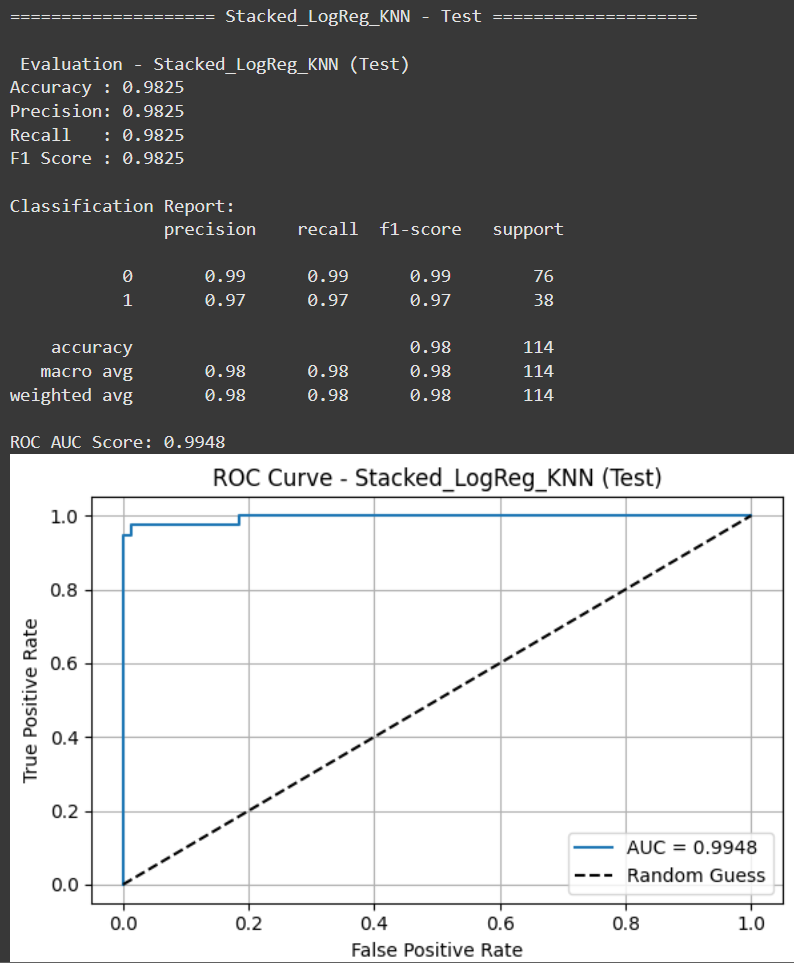 ==================== Stacked_LogReg_KNN - Test ====================
Evaluation - Stacked_LogReg_KNN (Test)
Accuracy : 0.9825
Precision: 0.9825
Recall   : 0.9825
F1 Score : 0.9825
Classification Report:
precision    recall  f1-score   support
0       0.99      0.99      0.99        76
1       0.97      0.97      0.97        38
accuracy                           0.98       114
macro avg       0.98      0.98      0.98       114
weighted avg       0.98      0.98      0.98       114
ROC AUC Score: 0.9948
ROC Curve - Stacked_LogReg_KNN (Test)
1.0
0.8
0.6
0.4
0.2
0.0
True Positive Rate
AUC = 0.9948
Random Guess
0.0 0.2 0.4 0.6 0.8 1.0
False Positive Rate